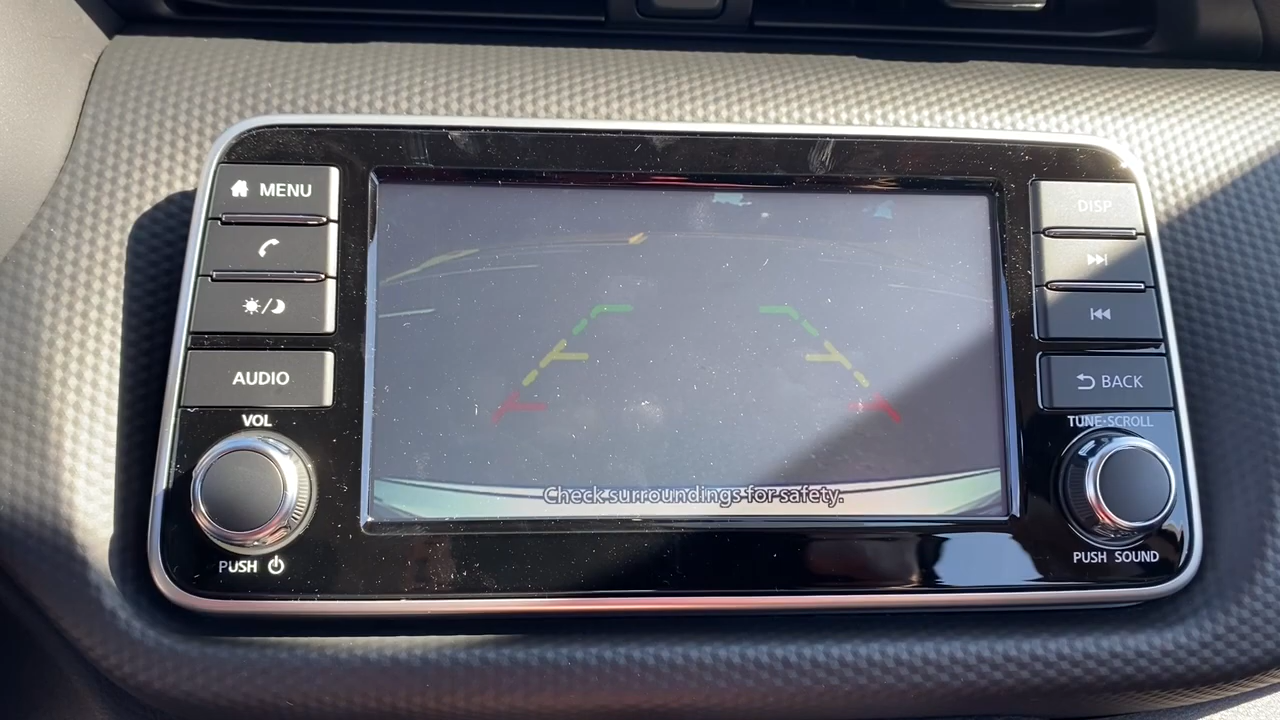 MENU
AUDIO
VOL
PUSH
Check surroundings for safety.
DISP
BACK
TUNE·SCROLL
PUSH SOUND